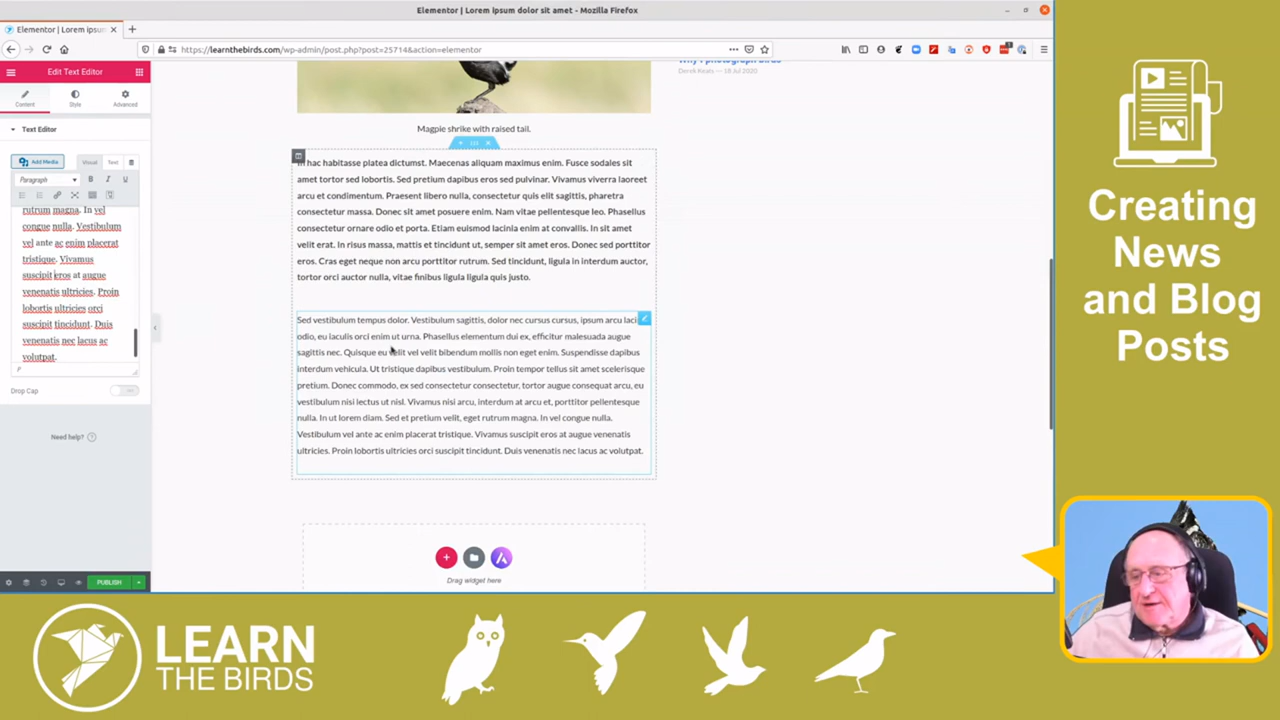 Elementor | Lorem ipsum dolor sit amet - Mozilla Firefox
Elementor | Lorem ipsum
https://learnthebirds.com/wp-admin/post.php?post=25714&action=elementor
Edit Text Editor
Content
Style
Advanced
Text Editor
Add Media
Visual
Text
Paragraph
B
I
U
rutrum magna. In vel
congue nulla. Vestibulum
vel ante ac enim placerat
tristique. Vivamus
suscipit eros at augue
venenatis ultricies. Proin
lobortis ultricies orci
suscipit tincidunt. Duis
venenatis nec lacus ac
volutpat.
P
Drop Cap
Need help?
PUBLISH
Derek Keats — 18 Jul 2020
Magpie shrike with raised tail.
In hac habitasse platea dictumst. Maecenas aliquam maximus enim. Fusce sodales sit
amet tortor sed lobortis. Sed pretium dapibus eros sed pulvinar. Vivamus viverra laoreet
arcu et condimentum. Praesent libero nulla, consectetur quis elit sagittis, pharetra
consectetur massa. Donec sit amet posuere enim. Nam vitae pellentesque leo. Phasellus
consectetur ornare odio et porta. Etiam euismod lacinia enim at convallis. In sit amet
velit erat. In risus massa, mattis et tincidunt ut, semper sit amet eros. Donec sed porttitor
eros. Cras eget neque non arcu porttitor rutrum. Sed tincidunt, ligula in interdum auctor,
tortor orci auctor nulla, vitae finibus ligula ligula quis justo.
Sed vestibulum tempus dolor. Vestibulum sagittis, dolor nec cursus cursus, ipsum arcu laci
odio, eu iaculis orci enim ut urna. Phasellus elementum dui ex, efficitur malesuada augue
sagittis nec. Quisque eu velit vel velit bibendum mollis non eget enim. Suspendisse dapibus
interdum vehicula. Ut tristique dapibus vestibulum. Proin tempor tellus sit amet scelerisque
pretium. Donec commodo, ex sed consectetur consectetur, tortor augue consequat arcu, eu
vestibulum nisi lectus ut nisl. Vivamus nisi arcu, interdum at arcu et, porttitor pellentesque
nulla. In ut lorem diam. Sed et pretium velit, eget rutrum magna. In vel congue nulla.
Vestibulum vel ante ac enim placerat tristique. Vivamus suscipit eros at augue venenatis
ultricies. Proin lobortis ultricies orci suscipit tincidunt. Duis venenatis nec lacus ac volutpat.
Drag widget here
Creating
News
and Blog
Posts
LEARN
THE BIRDS